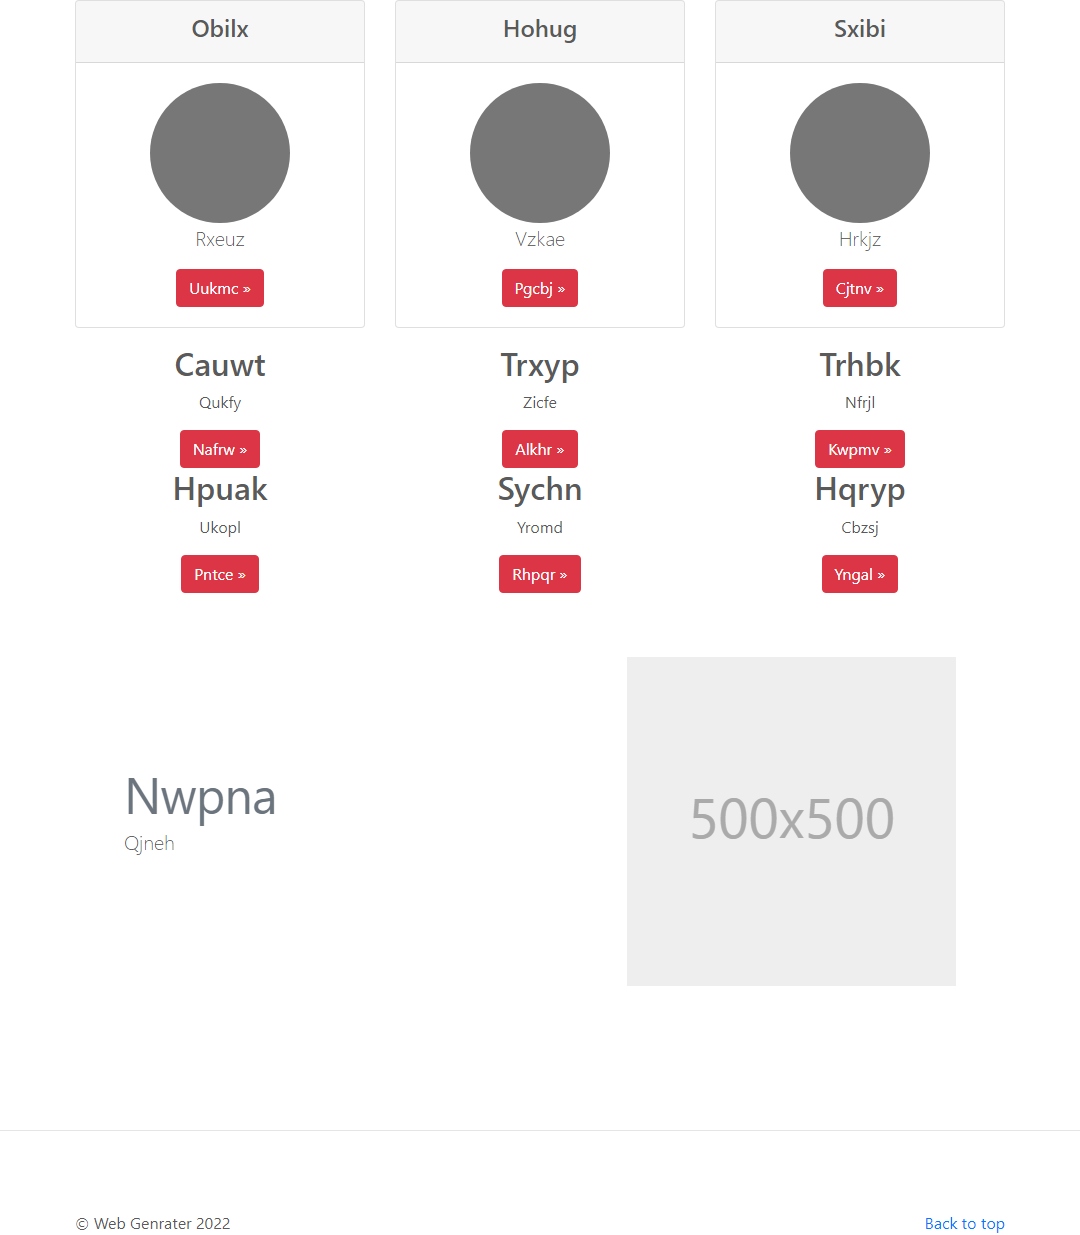 Obilx
Hohug
Sxibi
Rxeuz
Vzkae
Hrkjz
Uukmc »
Pgcbj »
Cjtnv »
Cauwt
Trxyp
Trhbk
Qukfy
Zicfe
Nfrjl
Nafrw »
Alkhr »
Kwpmv »
Hpuak
Sychn
Hqryp
Ukopl
Yromd
Cbzsj
Pntce »
Rhpqr »
Yngal »
Nwpna
Qjneh
500x500
© Web Genrater 2022
Back to top